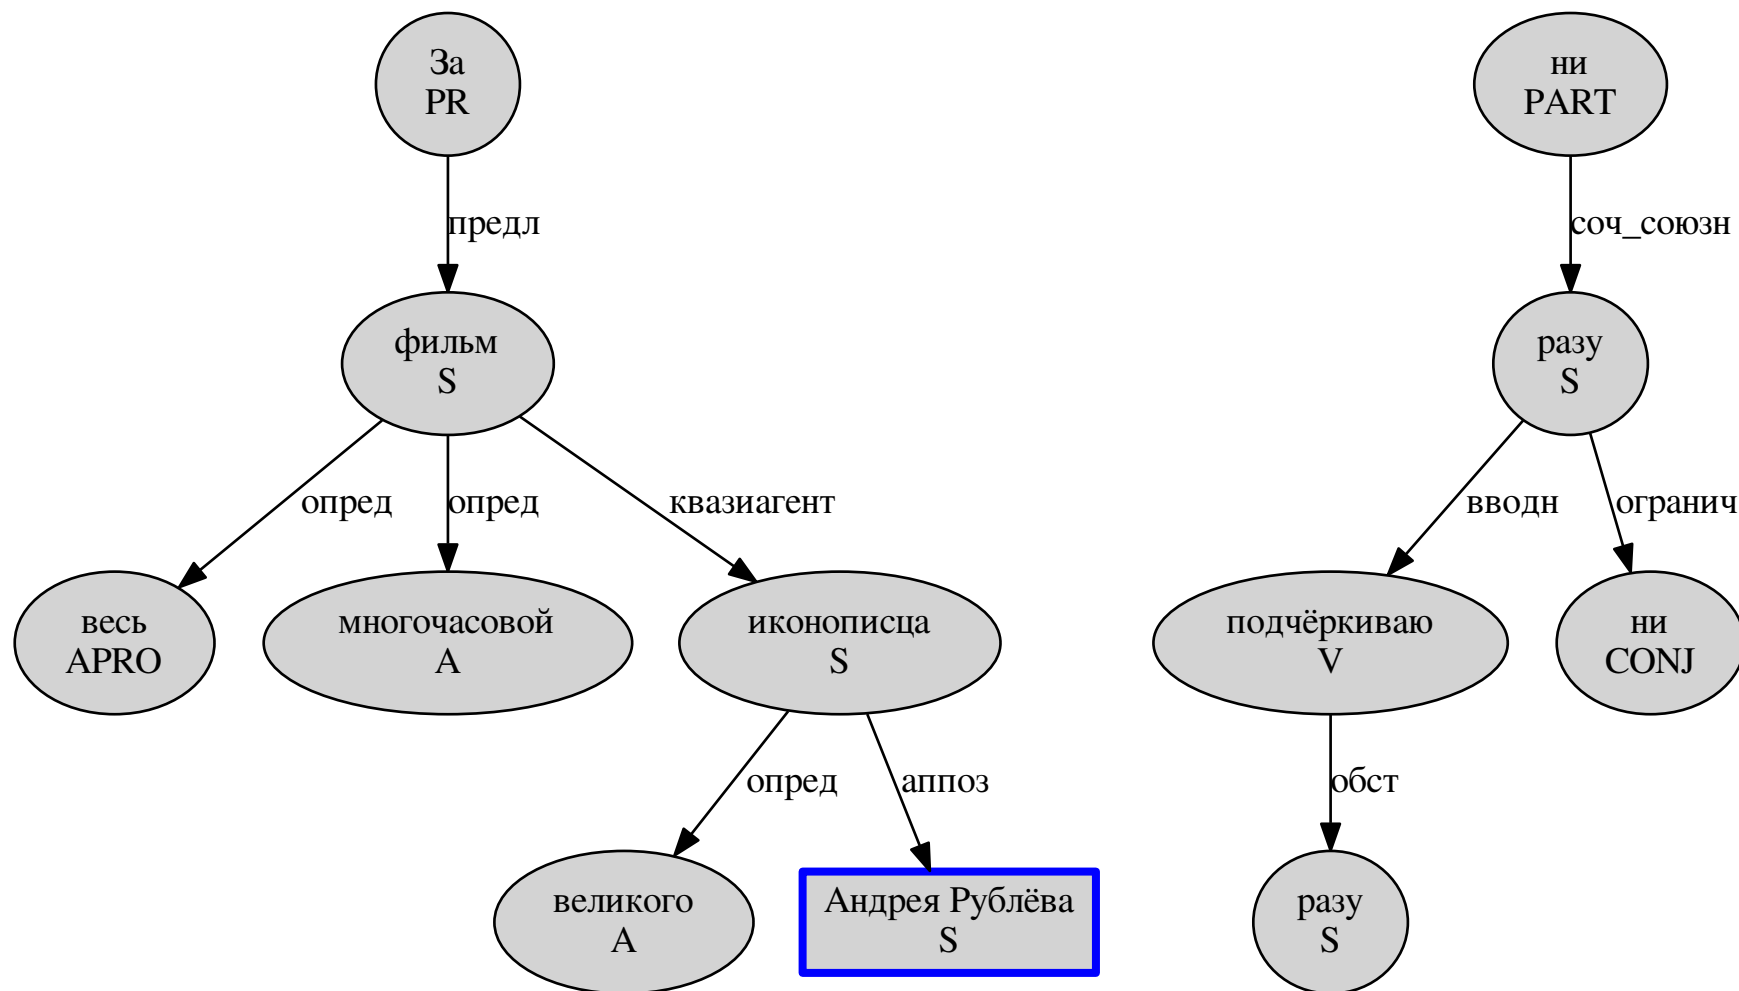 За
PR
ни
PART
предл
соч_союзн
фильм
S
разу
S
опред
опред
квазиагент
вводн
огранич
весь
APRO
многочасовой
A
иконописца
S
подчёркиваю
V
ни
CONJ
опред
аппоз
обст
великого
A
Андрея Рублёва
S
разу
S